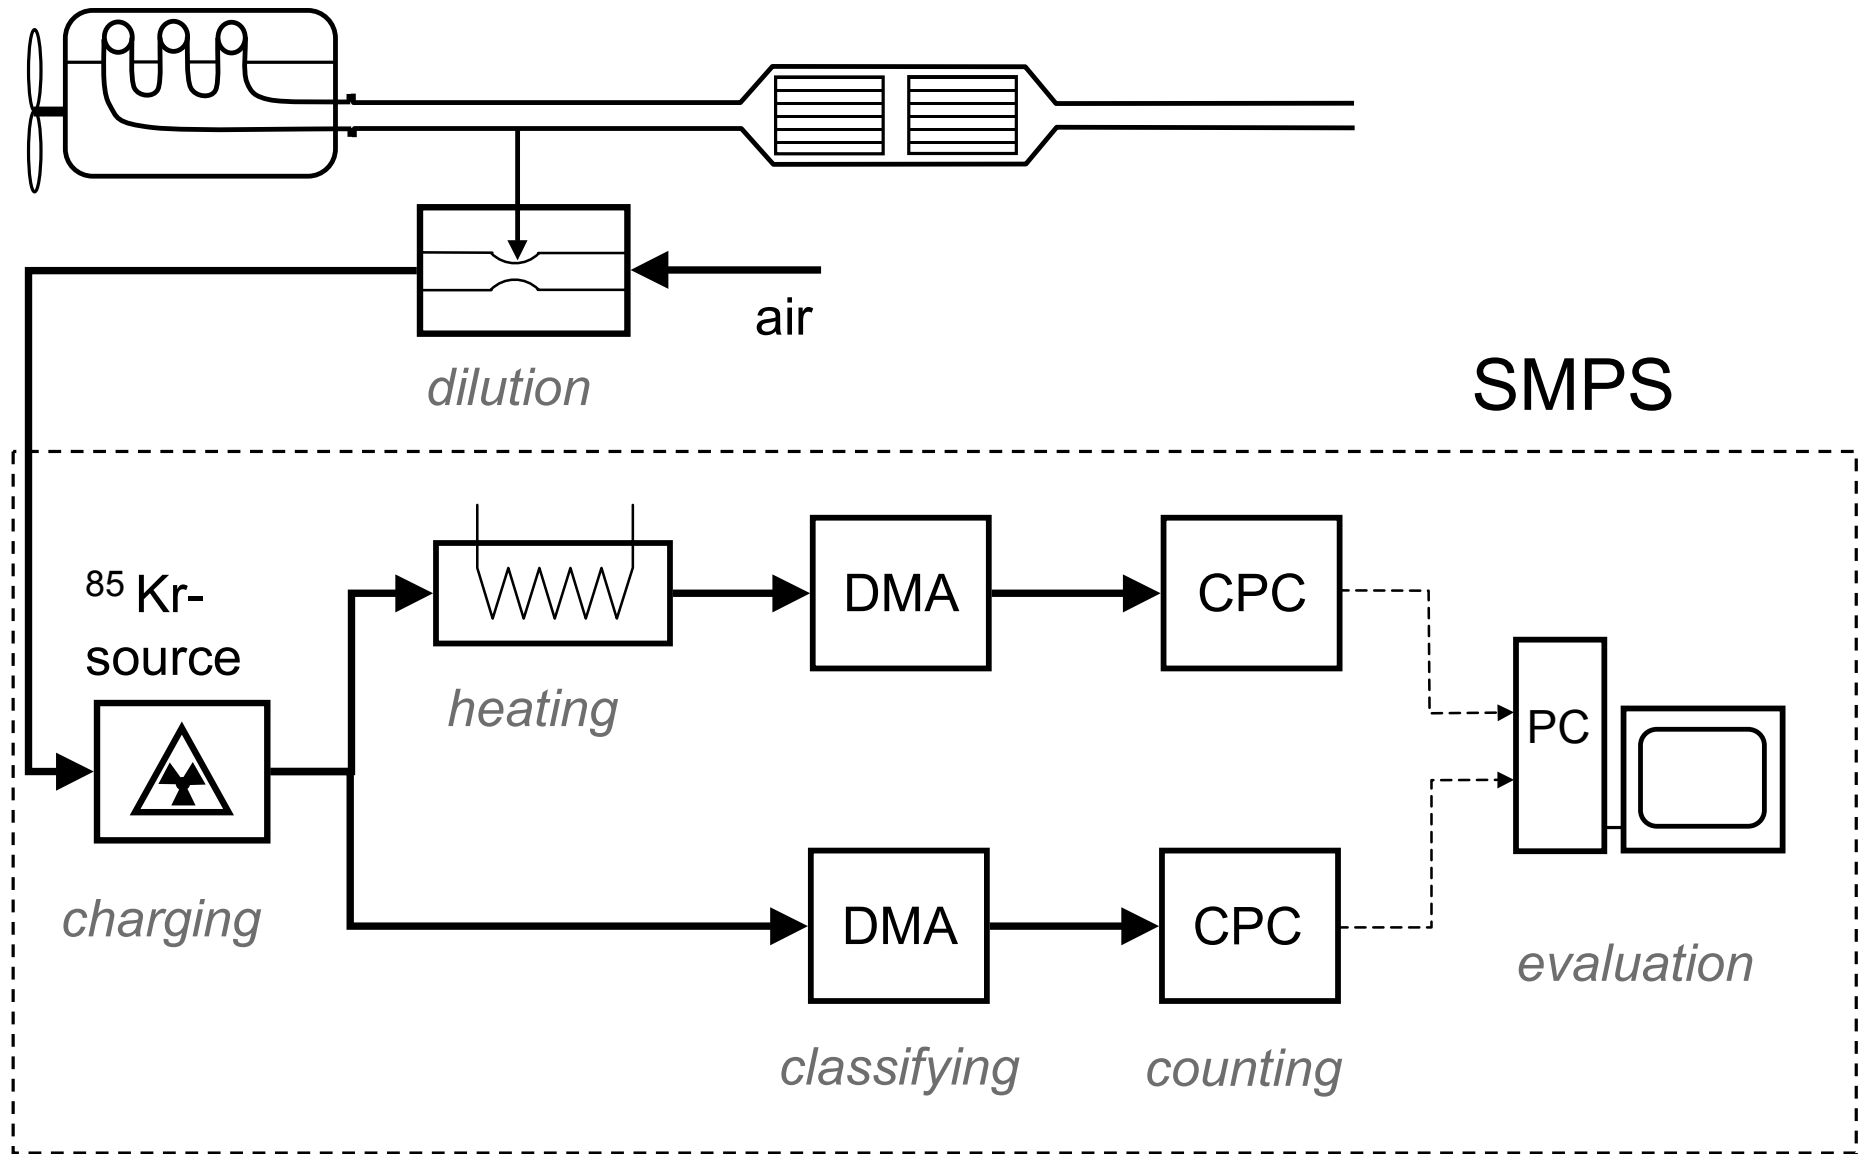 air
dilution
SMPS
⁸⁵ Kr-
source
DMA
CPC
heating
PC
charging
DMA
CPC
evaluation
classifying
counting